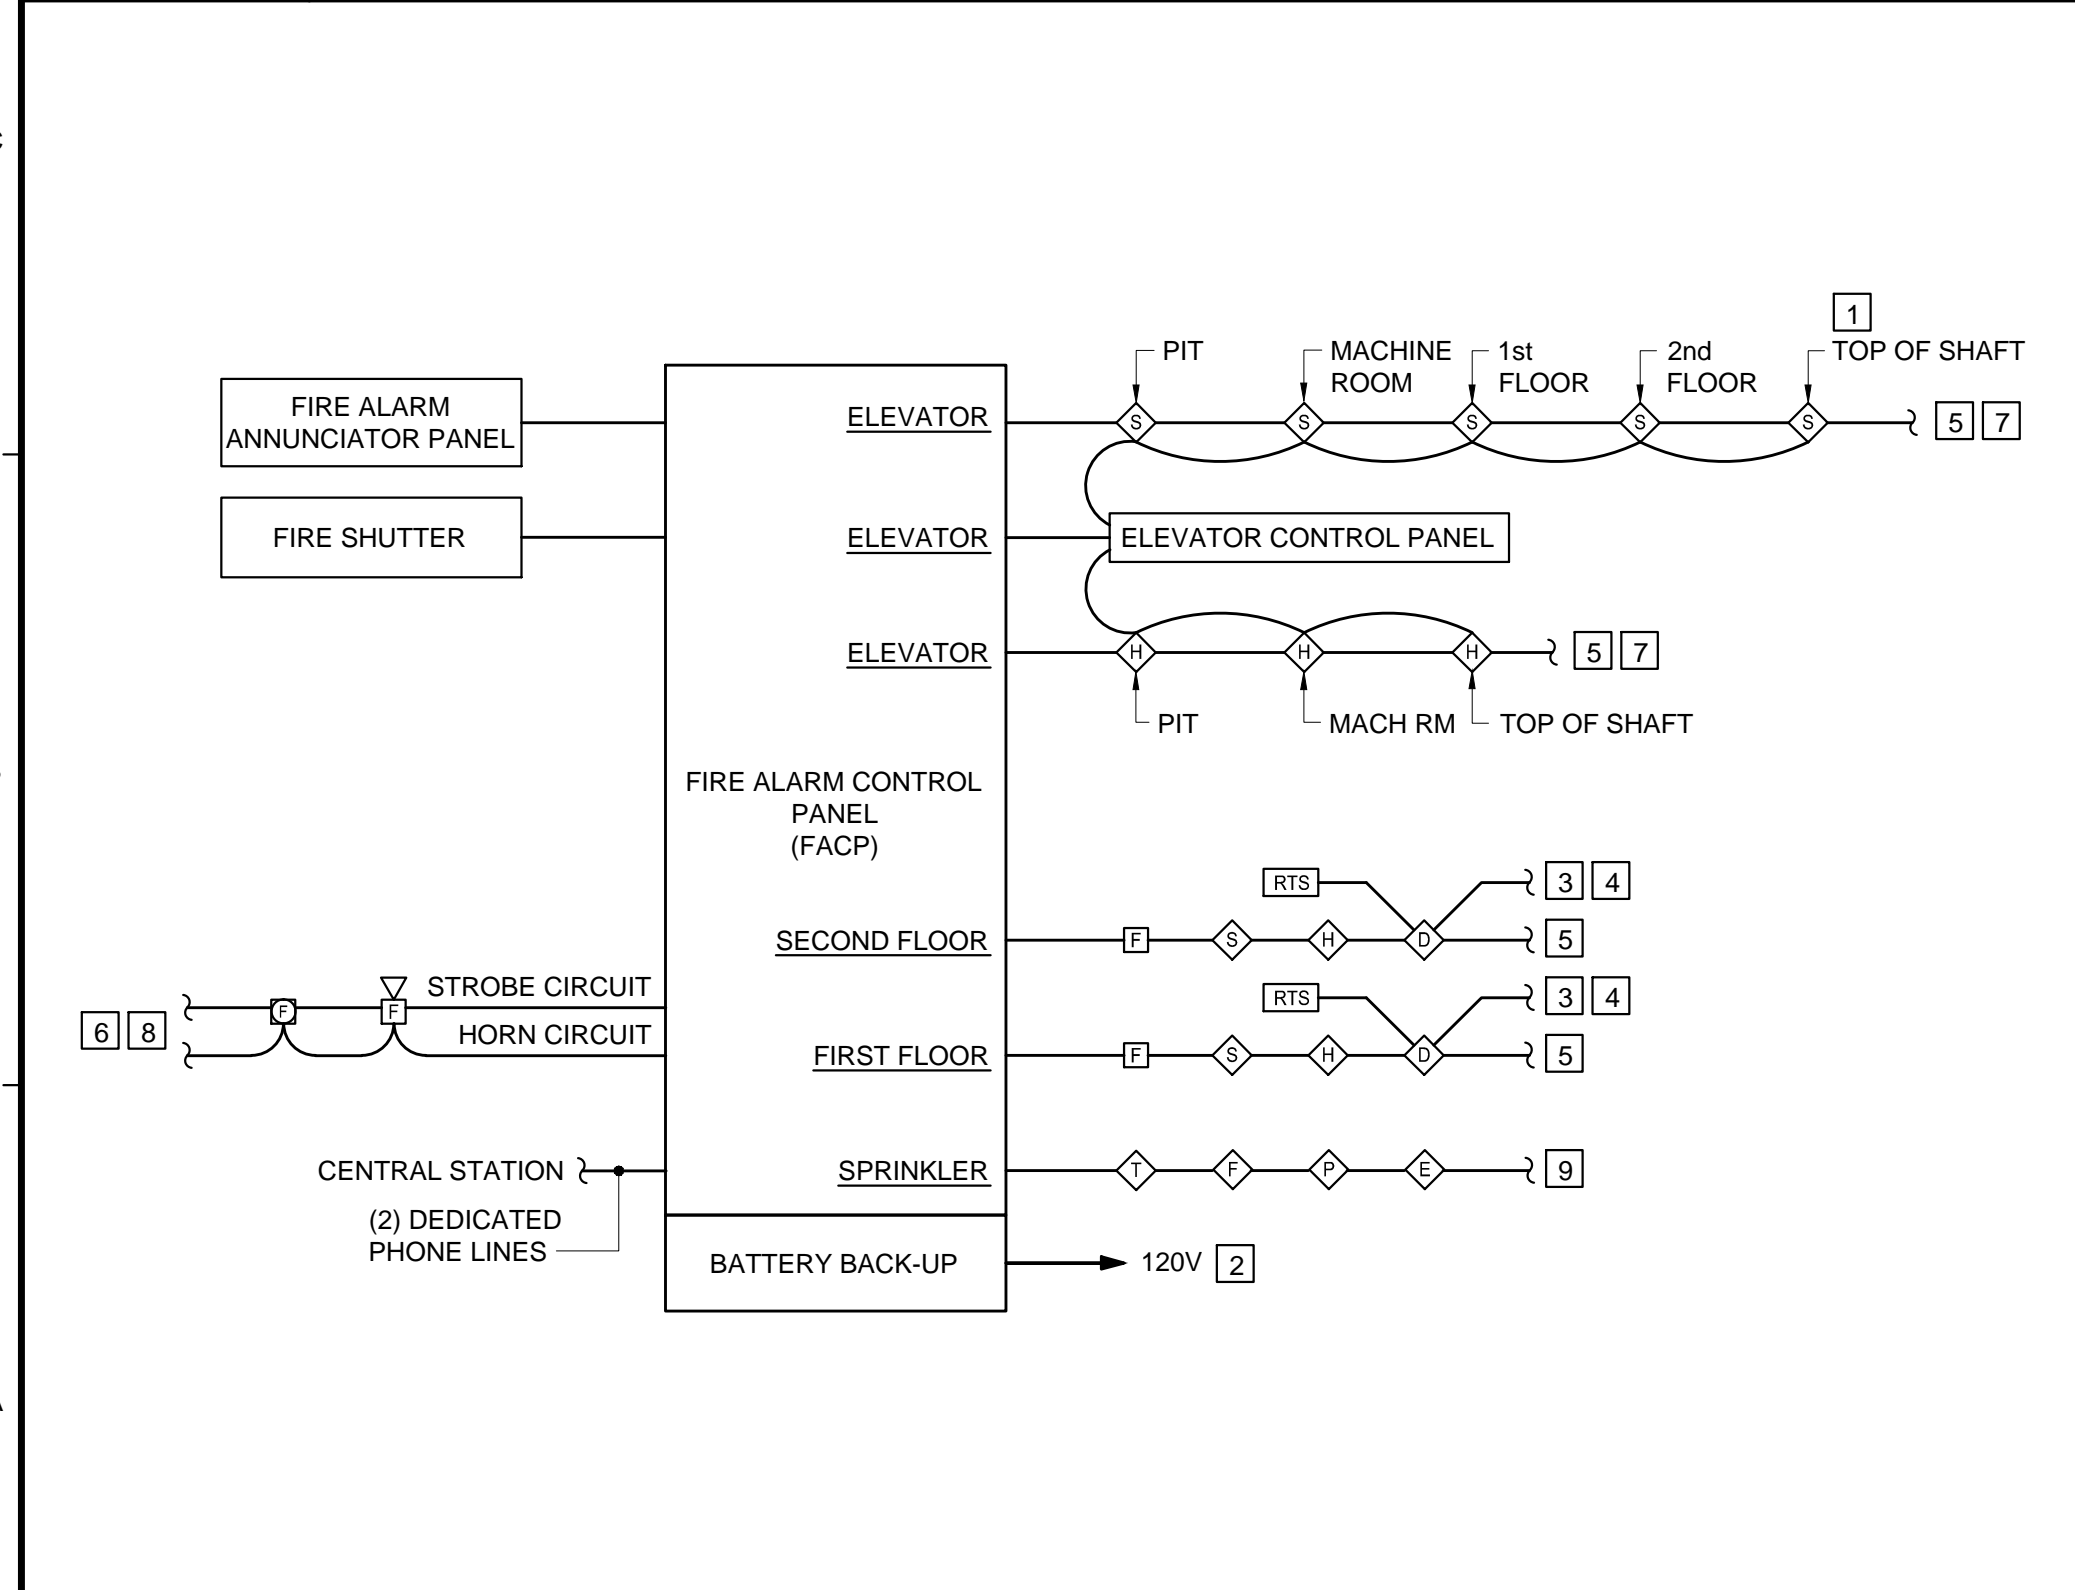 1
PIT
MACHINE
ROOM
1st
FLOOR
2nd
FLOOR
TOP OF SHAFT
FIRE ALARM
ANNUNCIATOR PANEL
ELEVATOR
S
S
S
S
S
5 7
FIRE SHUTTER
ELEVATOR
ELEVATOR CONTROL PANEL
ELEVATOR
H
H
H
5 7
PIT
MACH RM
TOP OF SHAFT
FIRE ALARM CONTROL
PANEL
(FACP)
RTS
3 4
SECOND FLOOR
F
S
H
D
5
STROBE CIRCUIT
F
F
HORN CIRCUIT
6 8
RTS
3 4
FIRST FLOOR
F
S
H
D
5
CENTRAL STATION
(2) DEDICATED
PHONE LINES
SPRINKLER
T
F
P
E
9
BATTERY BACK-UP
120V 2